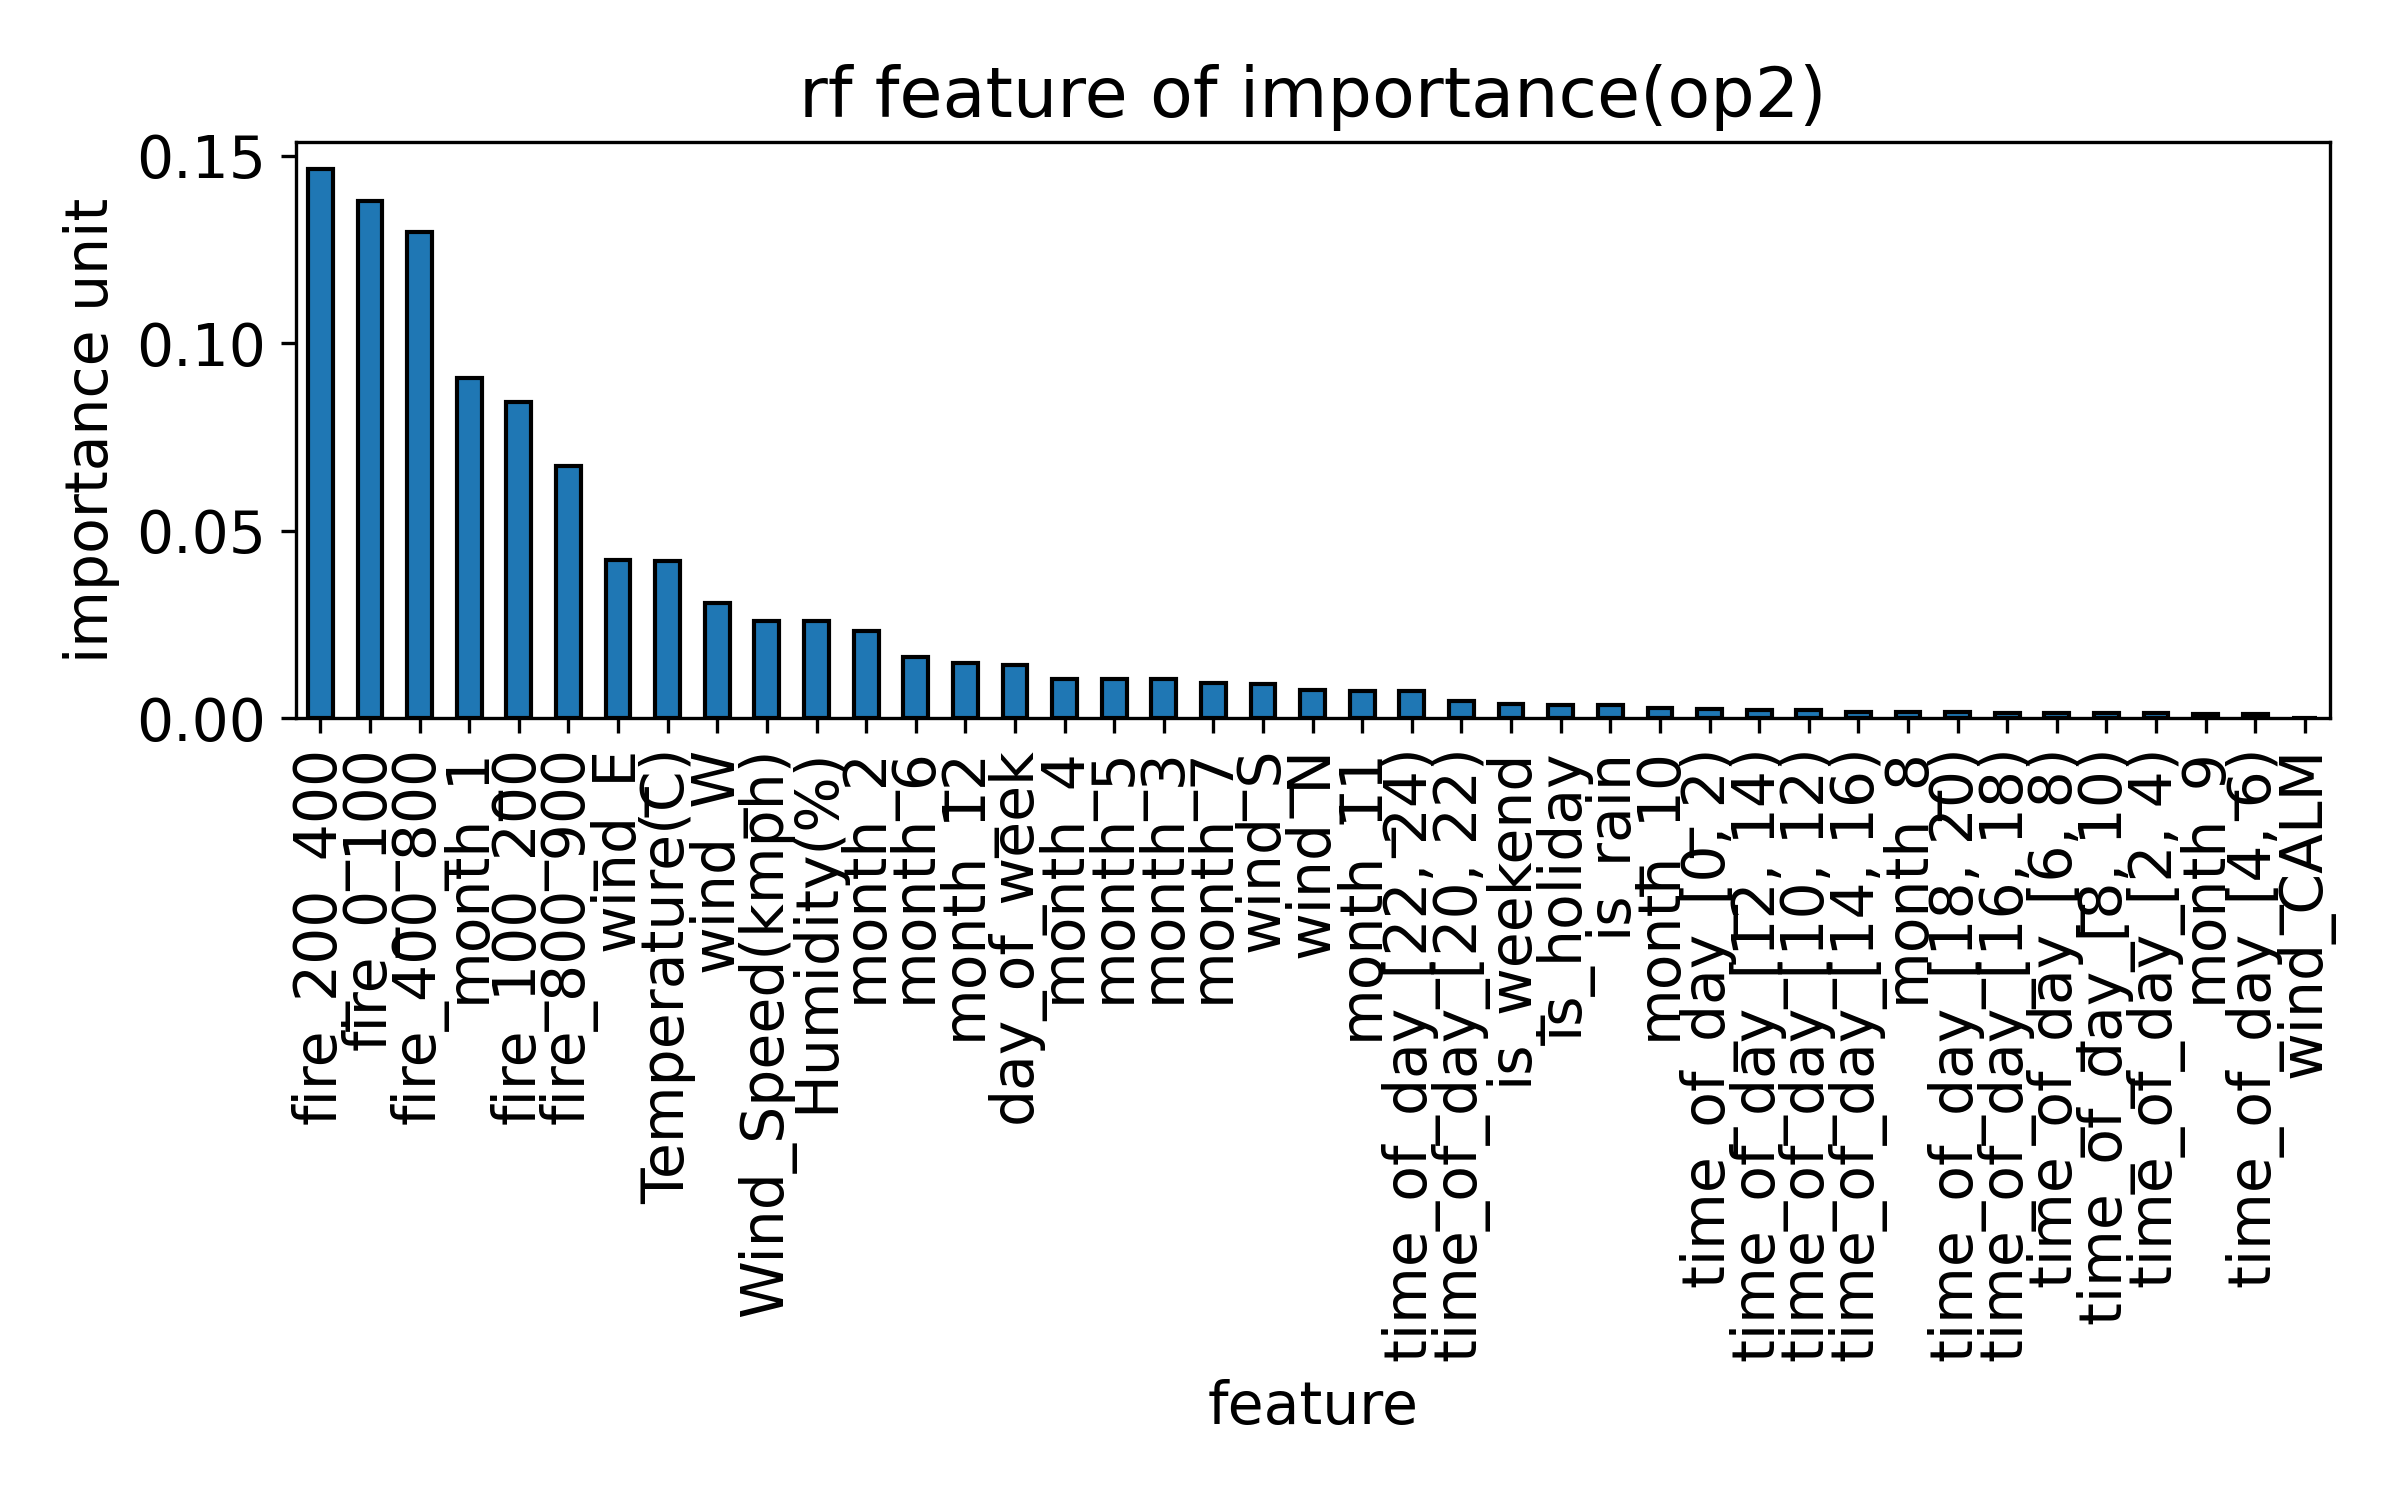 rf feature of importance(op2)
importance unit
0.15
0.10
0.05
0.00
fire_200_400
fire_0_100
fire_400_800
month_1
fire_100_200
fire_800_900
wind_E
Temperature(C)
wind_W
Wind_Speed(kmph)
Humidity(%)
month_2
month_6
month_12
day_of_week
month_4
month_5
month_3
month_7
wind_S
wind_N
month_11
time_of_day_[22, 24)
time_of_day_[20, 22)
is_weekend
is_holiday
is_rain
month_10
time_of_day_[0, 2)
time_of_day_[12, 14)
time_of_day_[10, 12)
time_of_day_[14, 16)
month_8
time_of_day_[18, 20)
time_of_day_[16, 18)
time_of_day_[6, 8)
time_of_day_[8, 10)
time_of_day_[2, 4)
month_9
time_of_day_[4, 6)
wind_CALM
feature